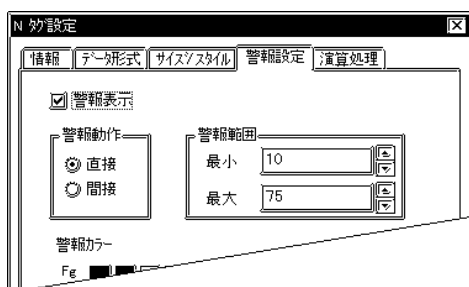 N ﾀｸﾞ設定
情報 ﾃﾞｰﾀ形式 ｻｲｽﾞ/ｽﾀｲﾙ 警報設定 演算処理
警報表示
警報動作
直接
間接
警報範囲
最小 10
最大 75
警報ｶﾗｰ
Fg